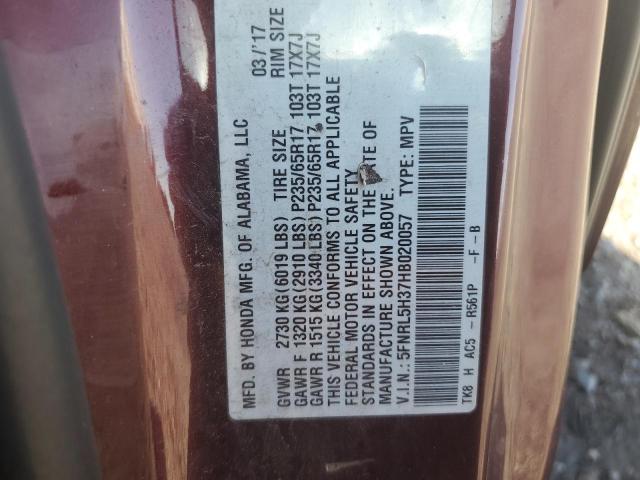 MFD. BY HONDA MFG. OF ALABAMA, LLC 03/'17
GVWR 2730 KG (6019 LBS) TIRE SIZE RIM SIZE
GAWR F 1320 KG (2910 LBS) P235/65R17 103T 17X7J
GAWR R 1515 KG (3340 LBS) P235/65R17 103T 17X7J
THIS VEHICLE CONFORMS TO ALL APPLICABLE
FEDERAL MOTOR VEHICLE SAFETY
STANDARDS IN EFFECT ON THE DATE OF
MANUFACTURE SHOWN ABOVE.
V.I.N.: 5FNRL5H37HB020057 TYPE: MPV
TK8 H AC5 -R561P -F -B